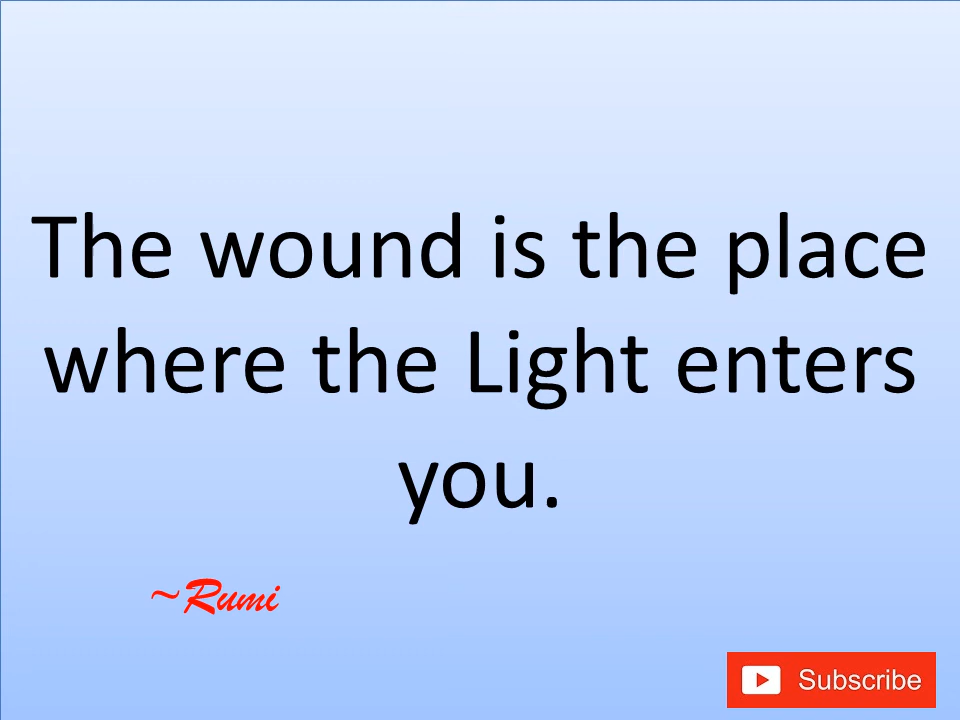 The wound is the place
where the Light enters
you.
~Rumi
Subscribe